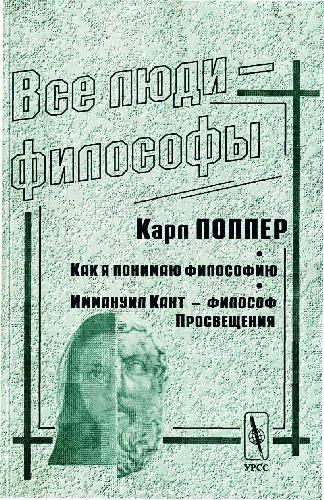 Все люди –
философы
Карл ПОППЕР
•
Как я понимаю философию
•
Иммануил Кант – философ
Просвещения
УРСС